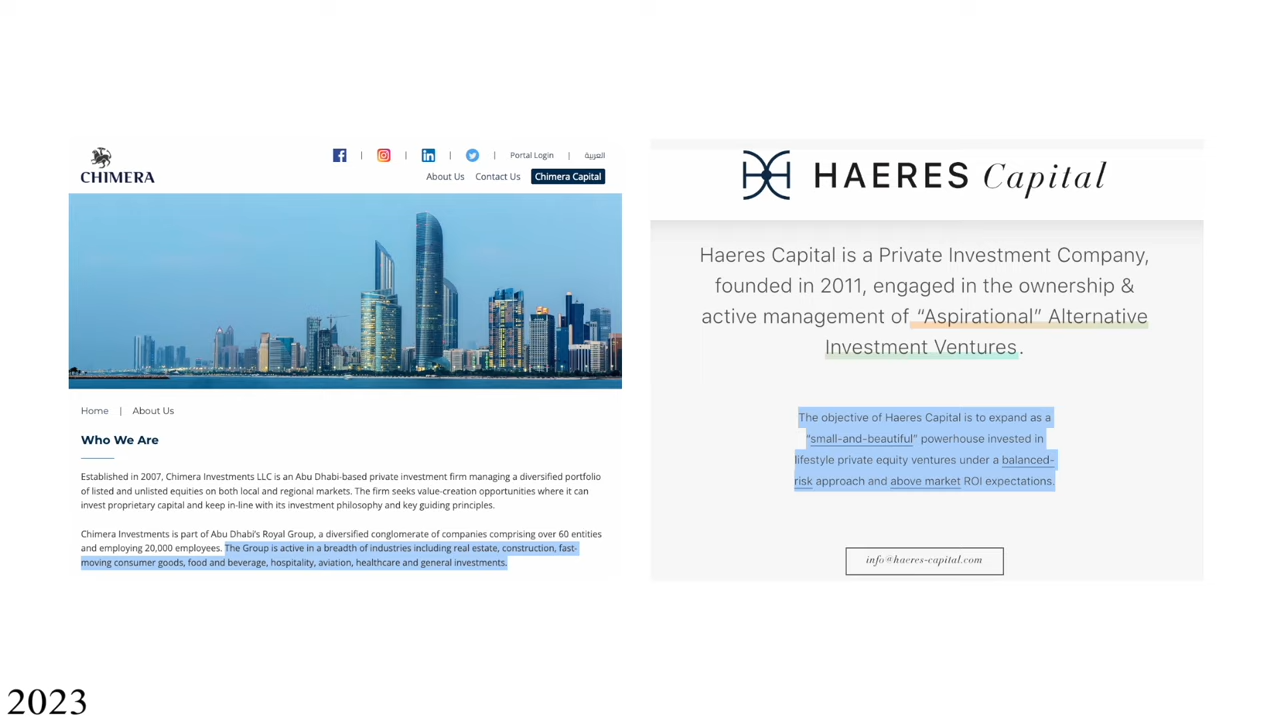 CHIMERA
| | | | Portal Login | العربية
About Us Contact Us Chimera Capital
Home | About Us
Who We Are
Established in 2007, Chimera Investments LLC is an Abu Dhabi-based private investment firm managing a diversified portfolio
of listed and unlisted equities on both local and regional markets. The firm seeks value-creation opportunities where it can
invest proprietary capital and keep in-line with its investment philosophy and key guiding principles.
Chimera Investments is part of Abu Dhabi's Royal Group, a diversified conglomerate of companies comprising over 60 entities
and employing 20,000 employees. The Group is active in a breadth of industries including real estate, construction, fast-
moving consumer goods, food and beverage, hospitality, aviation, healthcare and general investments.
HAERES Capital
Haeres Capital is a Private Investment Company,
founded in 2011, engaged in the ownership &
active management of “Aspirational” Alternative
Investment Ventures.
The objective of Haeres Capital is to expand as a
“small-and-beautiful” powerhouse invested in
lifestyle private equity ventures under a balanced-
risk approach and above market ROI expectations.
info@haeres-capital.com
2023